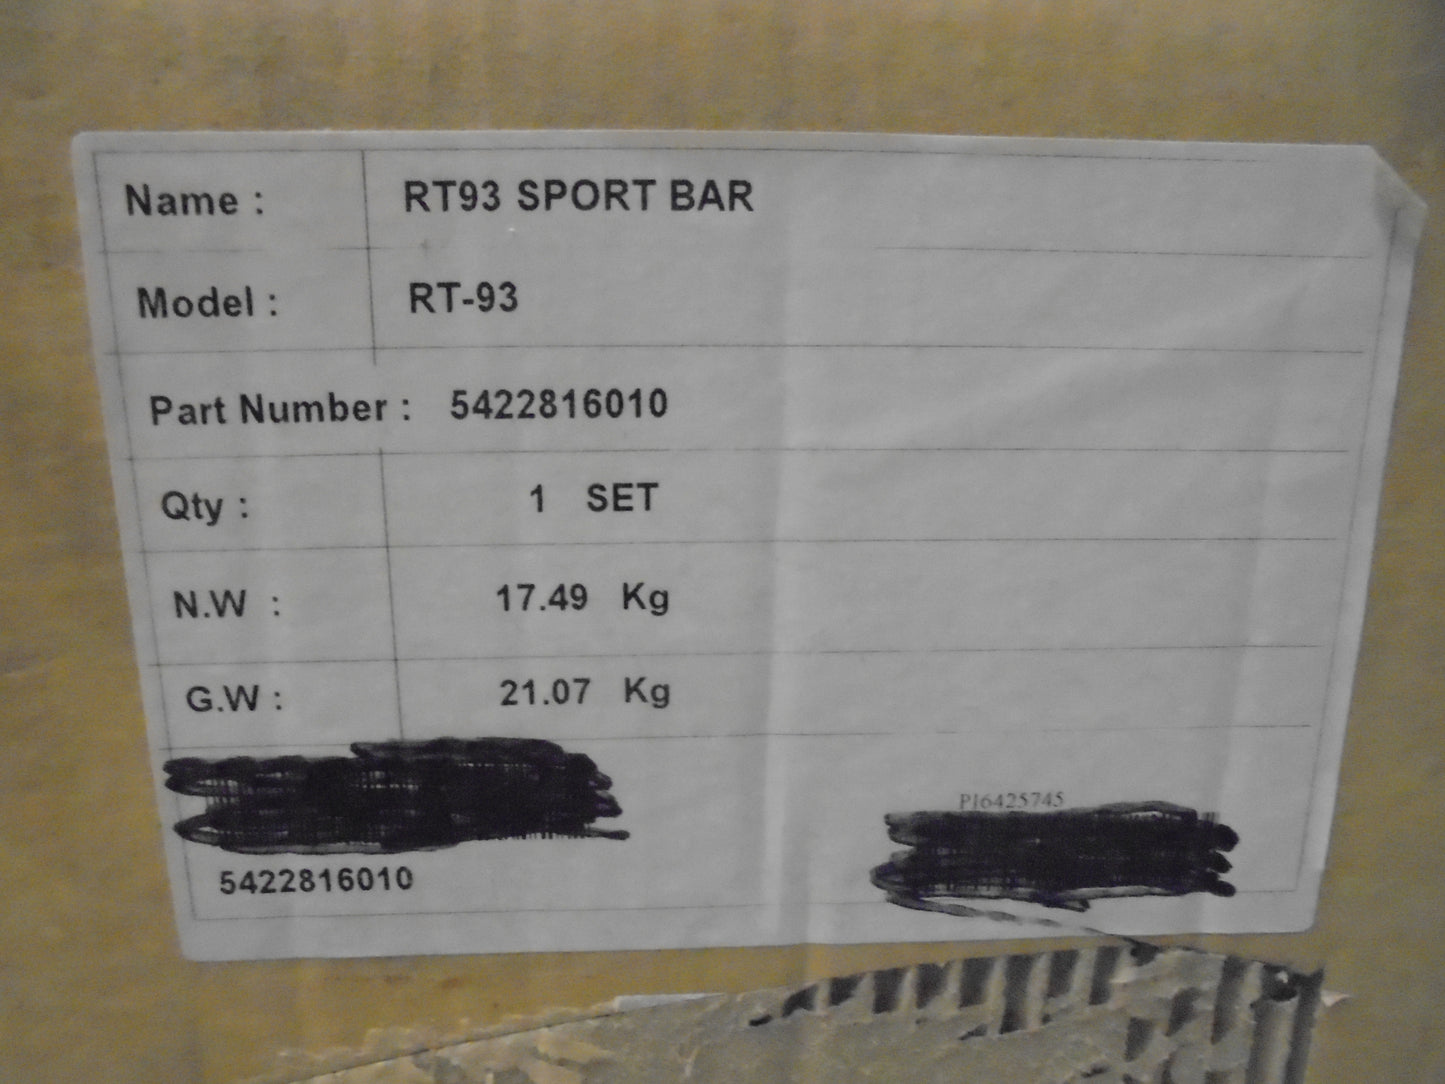 Name : RT93 SPORT BAR
Model : RT-93
Part Number : 5422816010
Qty : 1 SET
N.W : 17.49 Kg
G.W : 21.07 Kg
PI6425745
5422816010